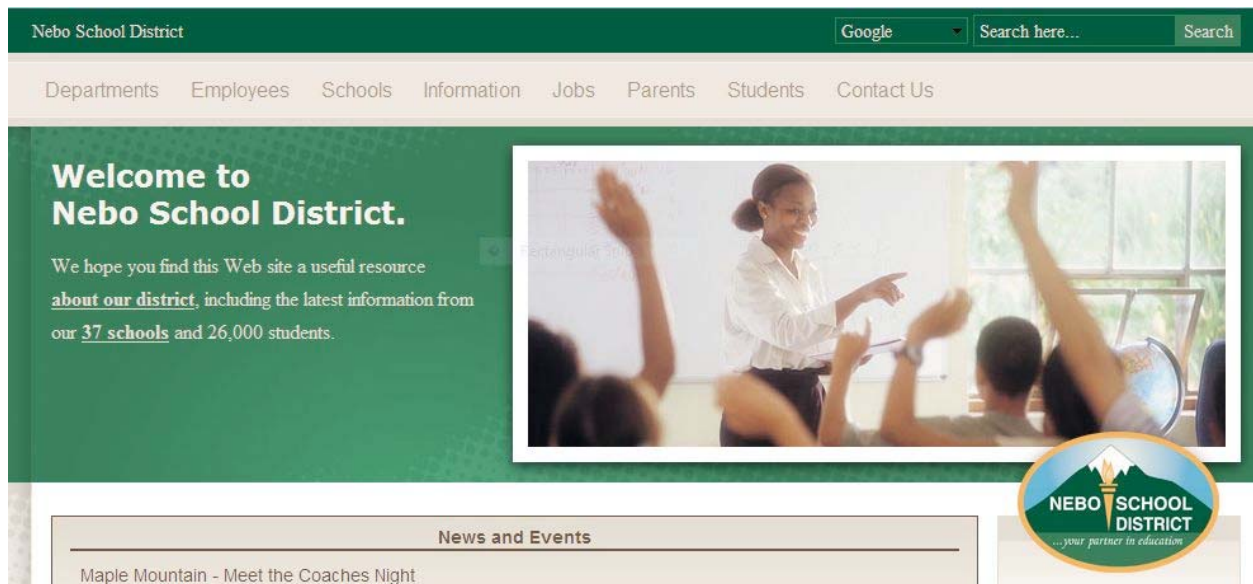 Nebo School District
Google
Search here...
Search
Departments Employees Schools Information Jobs Parents Students Contact Us
Welcome to
Nebo School District.
We hope you find this Web site a useful resource
about our district, including the latest information from
our 37 schools and 26,000 students.
NEBO SCHOOL
DISTRICT
...your partner in education
News and Events
Maple Mountain - Meet the Coaches Night